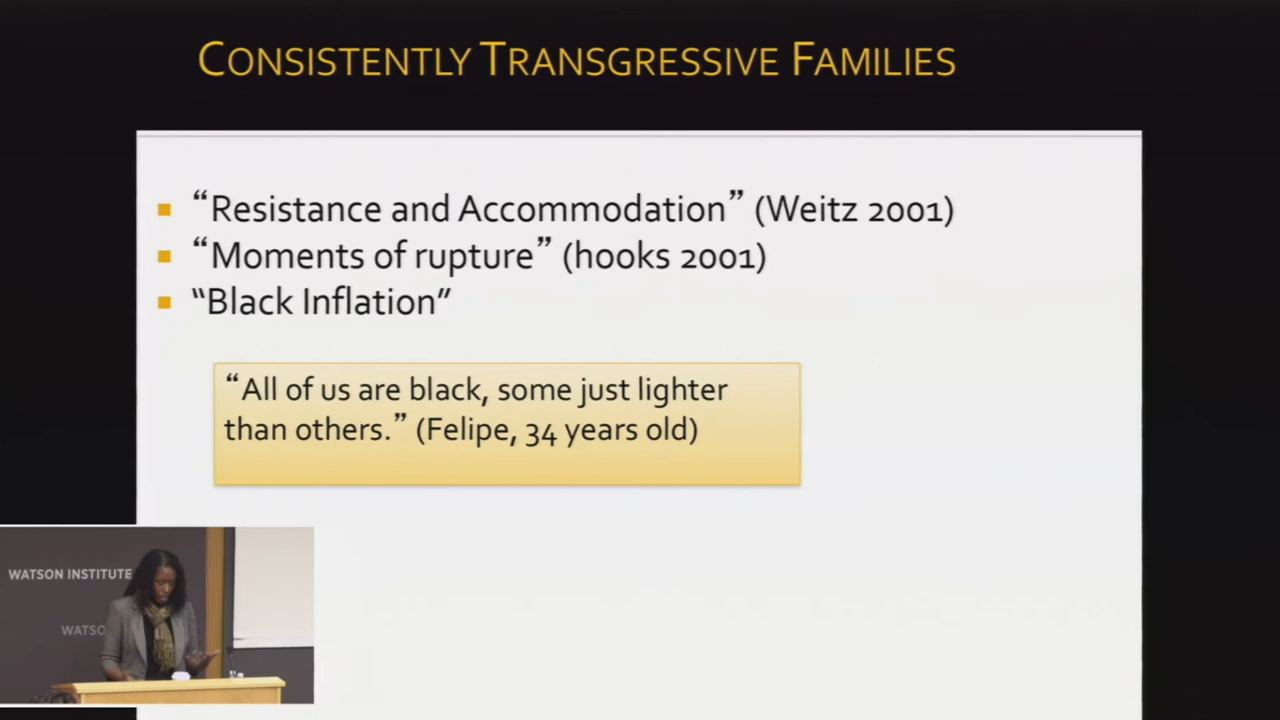 CONSISTENTLY TRANSGRESSIVE FAMILIES
“Resistance and Accommodation” (Weitz 2001)
“Moments of rupture” (hooks 2001)
“Black Inflation”
“All of us are black, some just lighter
than others.” (Felipe, 34 years old)
WATSON INSTITUTE
WATSO